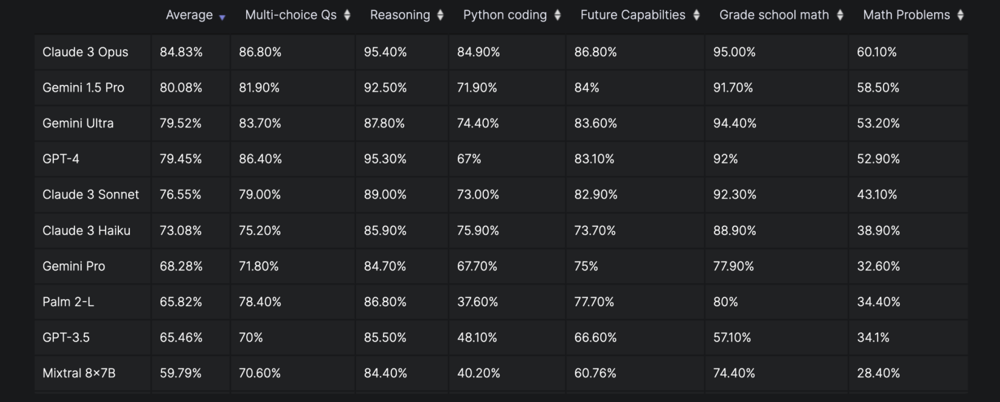 Average Multi-choice Qs Reasoning Python coding Future Capabilties Grade school math Math Problems
Claude 3 Opus 84.83% 86.80% 95.40% 84.90% 86.80% 95.00% 60.10%
Gemini 1.5 Pro 80.08% 81.90% 92.50% 71.90% 84% 91.70% 58.50%
Gemini Ultra 79.52% 83.70% 87.80% 74.40% 83.60% 94.40% 53.20%
GPT-4 79.45% 86.40% 95.30% 67% 83.10% 92% 52.90%
Claude 3 Sonnet 76.55% 79.00% 89.00% 73.00% 82.90% 92.30% 43.10%
Claude 3 Haiku 73.08% 75.20% 85.90% 75.90% 73.70% 88.90% 38.90%
Gemini Pro 68.28% 71.80% 84.70% 67.70% 75% 77.90% 32.60%
Palm 2-L 65.82% 78.40% 86.80% 37.60% 77.70% 80% 34.40%
GPT-3.5 65.46% 70% 85.50% 48.10% 66.60% 57.10% 34.1%
Mixtral 8×7B 59.79% 70.60% 84.40% 40.20% 60.76% 74.40% 28.40%